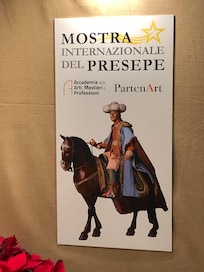 MOSTRA
INTERNAZIONALE
DEL PRESEPE
Accademia delle
Arti, Mestieri e
Professioni
PartenArt